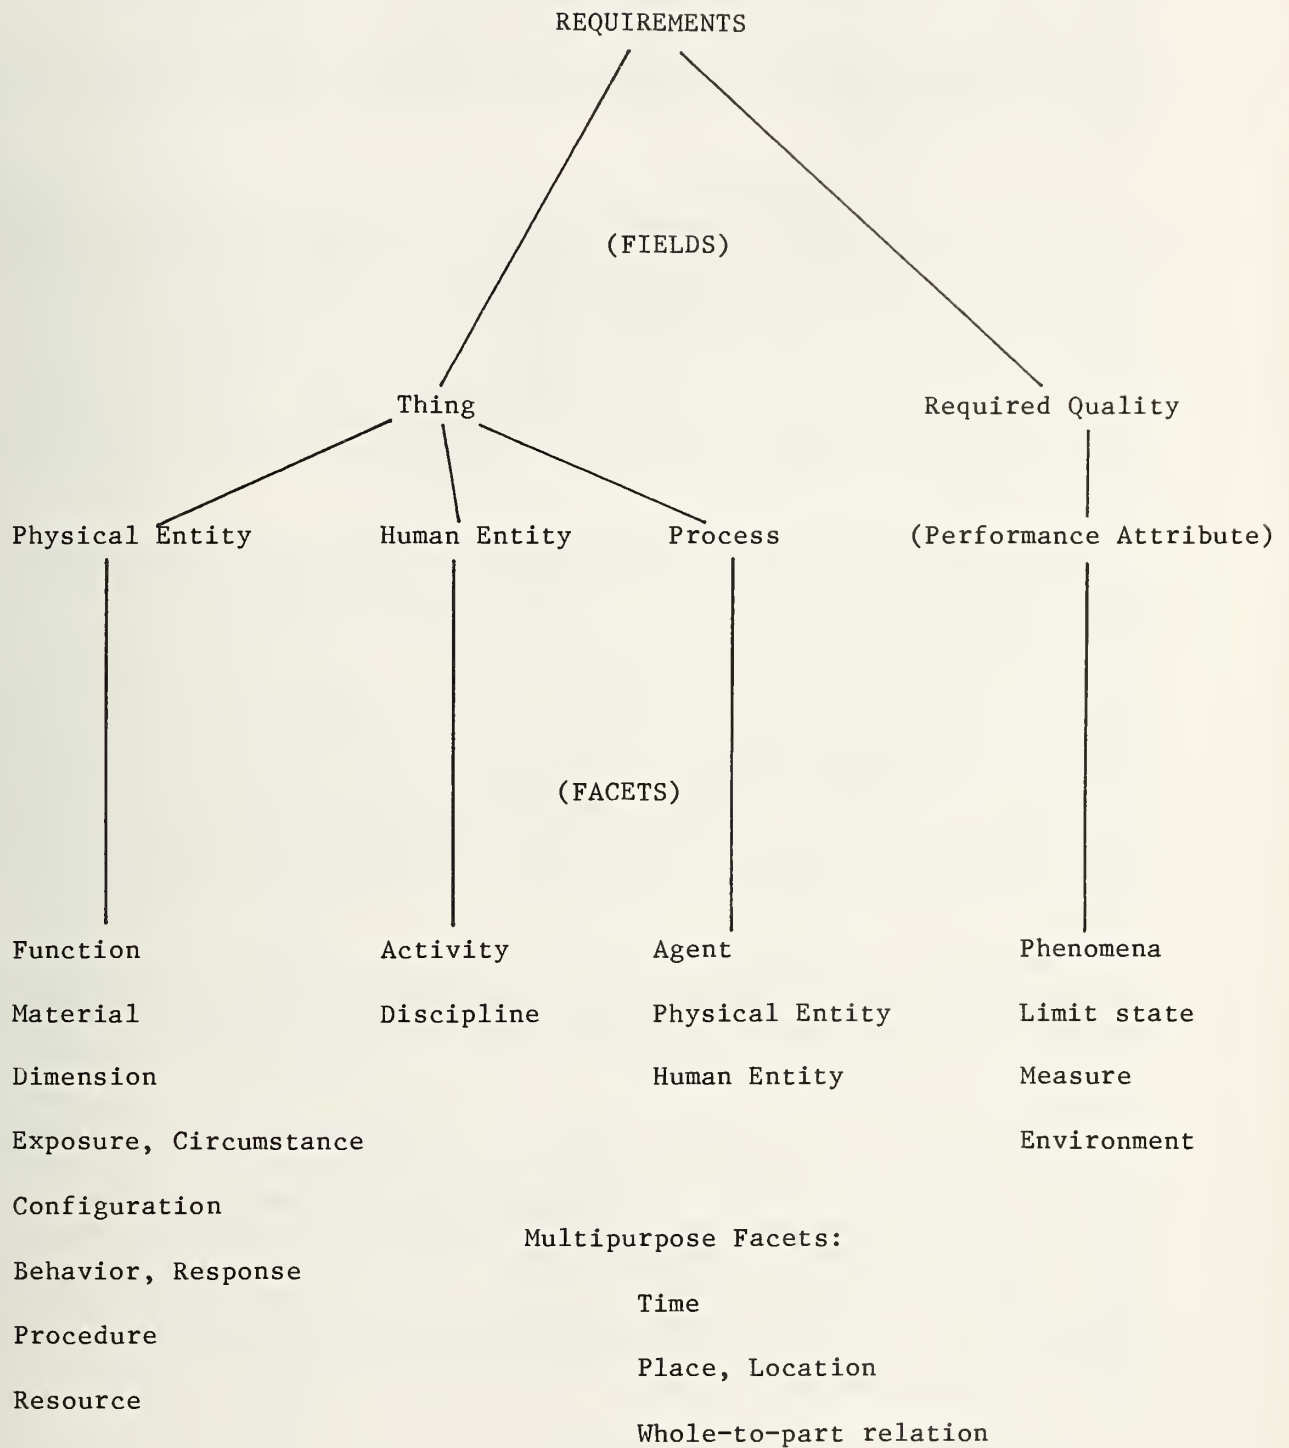 REQUIREMENTS
(FIELDS)
Thing
Required Quality
Physical Entity
Human Entity
Process
(Performance Attribute)
(FACETS)
Function
Material
Dimension
Exposure, Circumstance
Configuration
Behavior, Response
Procedure
Resource
Activity
Discipline
Agent
Physical Entity
Human Entity
Phenomena
Limit state
Measure
Environment
Multipurpose Facets:
Time
Place, Location
Whole-to-part relation